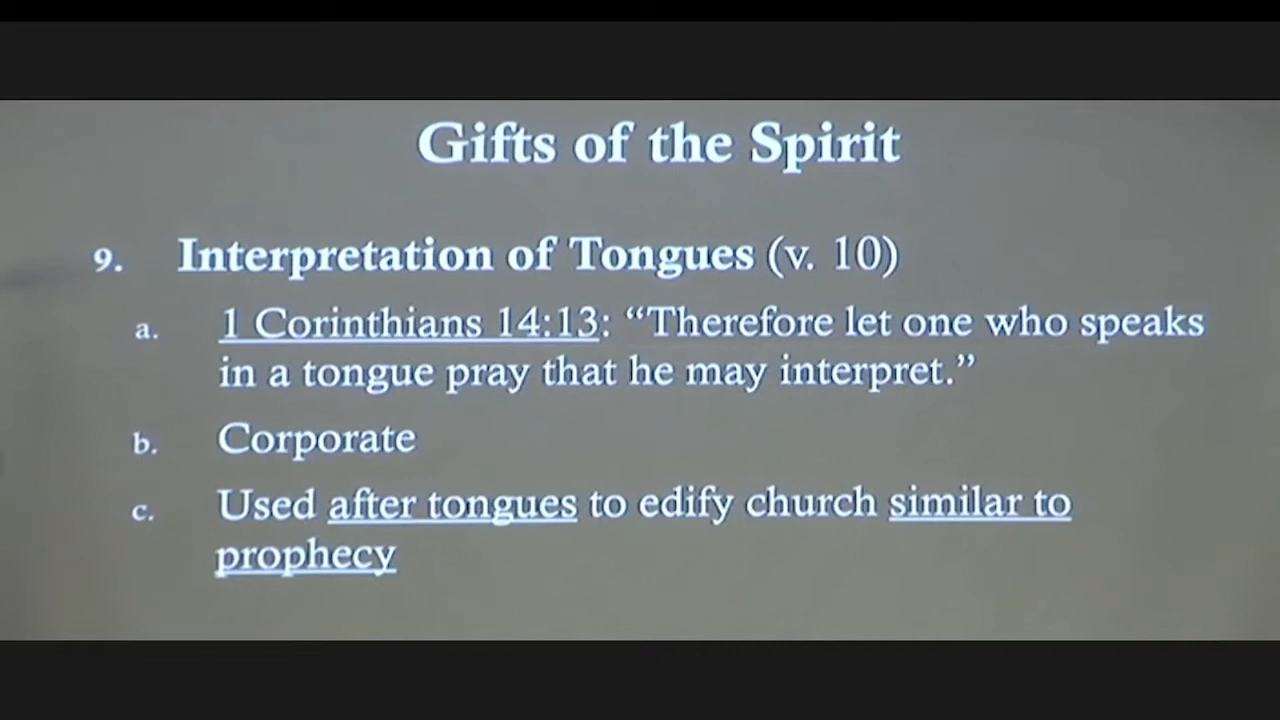 Gifts of the Spirit
9. Interpretation of Tongues (v. 10)
a. 1 Corinthians 14:13: “Therefore let one who speaks
in a tongue pray that he may interpret.”
b. Corporate
c. Used after tongues to edify church similar to
prophecy